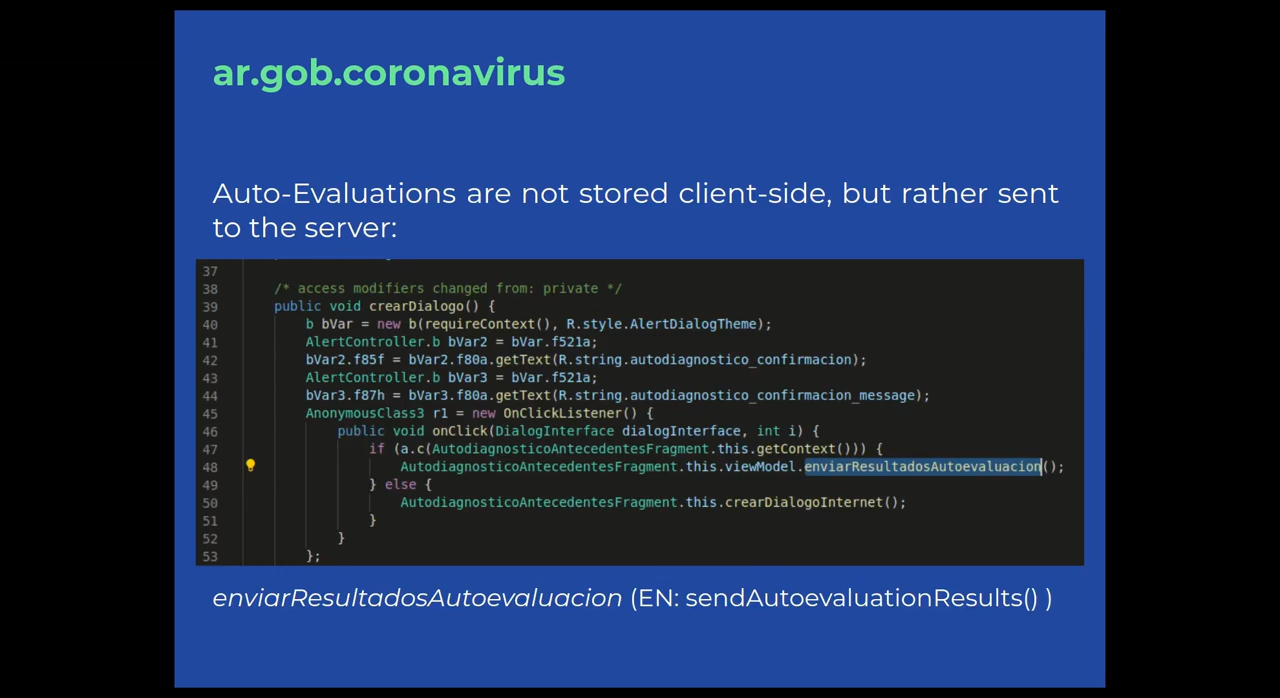 ar.gob.coronavirus
Auto-Evaluations are not stored client-side, but rather sent
to the server:
37
38 /* access modifiers changed from: private */
39 public void crearDialogo() {
40 b bVar = new b(requireContext(), R.style.AlertDialogTheme);
41 AlertController.b bVar2 = bVar.f521a;
42 bVar2.f85f = bVar2.f80a.getText(R.string.autodiagnostico_confirmacion);
43 AlertController.b bVar3 = bVar.f521a;
44 bVar3.f87h = bVar3.f80a.getText(R.string.autodiagnostico_confirmacion_message);
45 AnonymousClass3 r1 = new OnClickListener() {
46 public void onClick(DialogInterface dialogInterface, int i) {
47 if (a.c(AutodiagnosticoAntecedentesFragment.this.getContext())) {
48 AutodiagnosticoAntecedentesFragment.this.viewModel.enviarResultadosAutoevaluacion();
49 } else {
50 AutodiagnosticoAntecedentesFragment.this.crearDialogoInternet();
51 }
52 }
53 };
enviarResultadosAutoevaluacion (EN: sendAutoevaluationResults() )